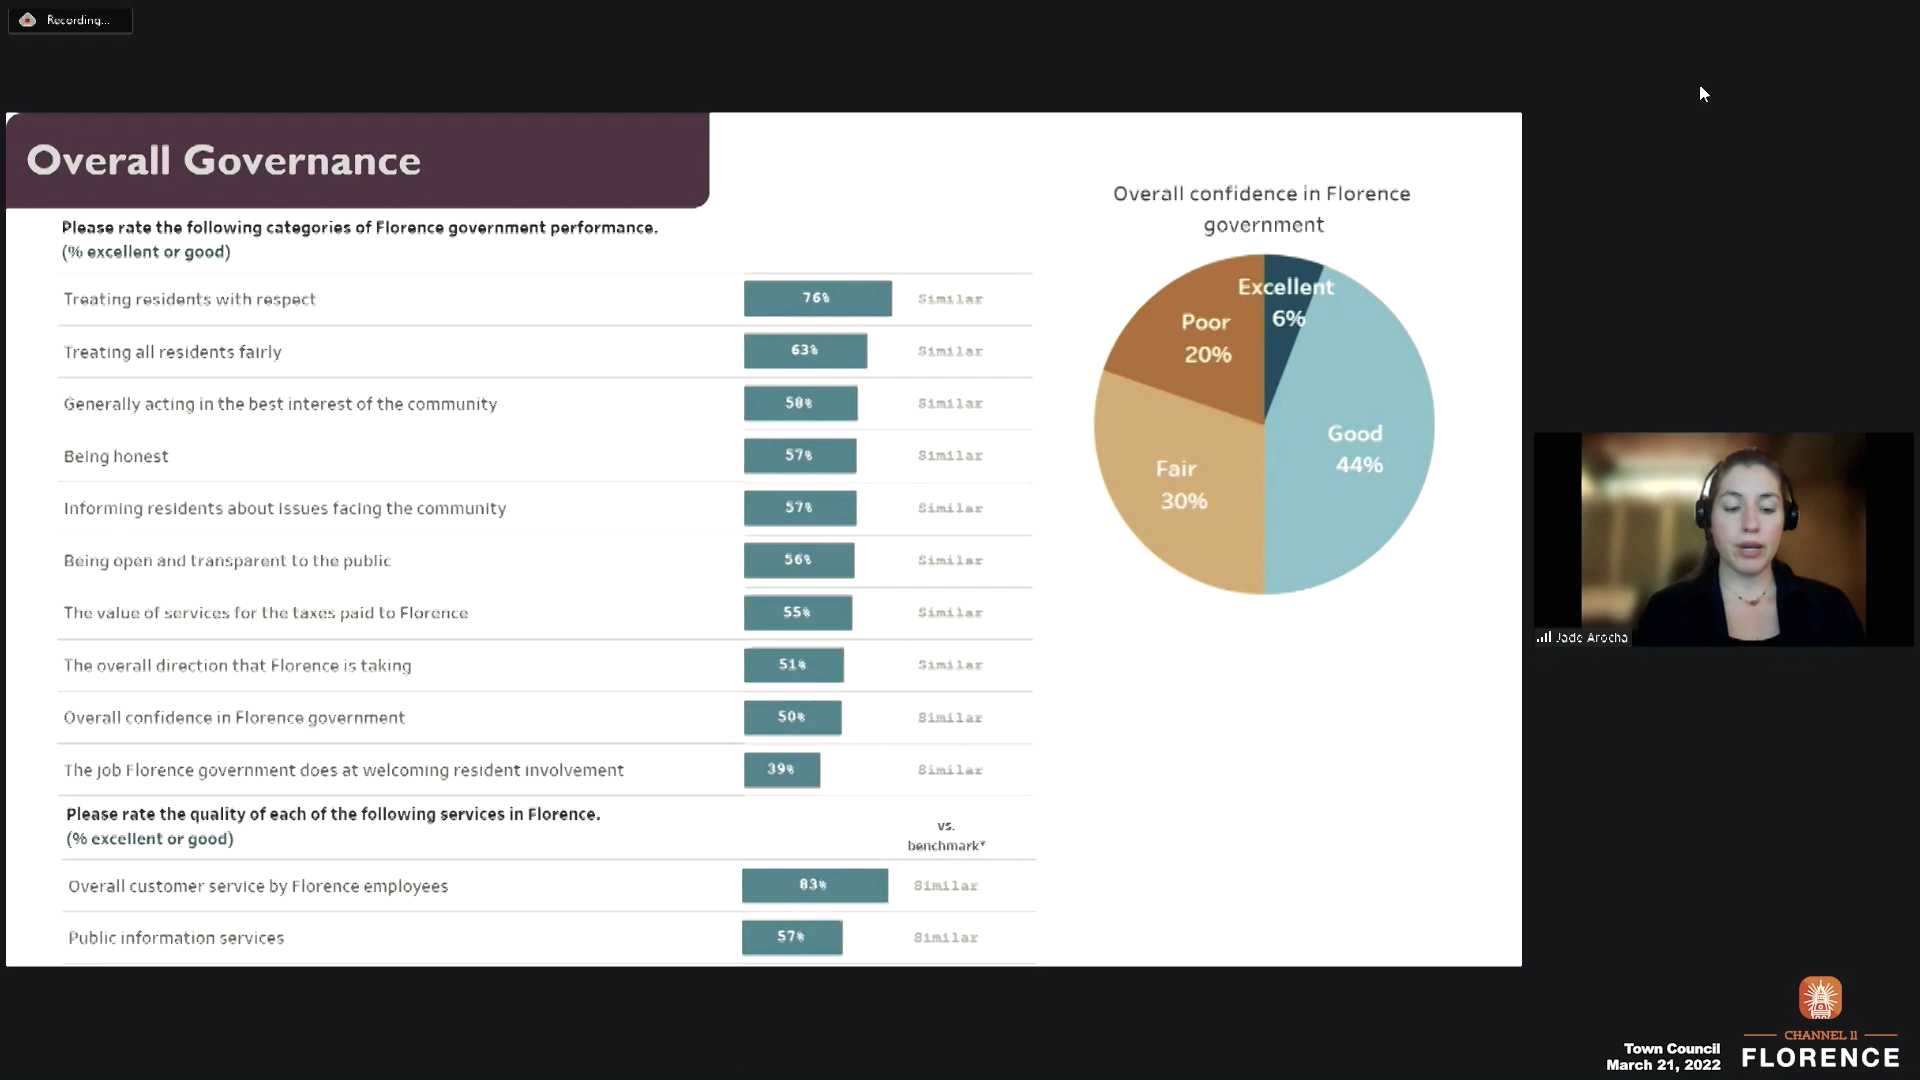 Recording...
Overall Governance
Please rate the following categories of Florence government performance.
(% excellent or good)
Treating residents with respect 76% Similar
Treating all residents fairly 63% Similar
Generally acting in the best interest of the community 58% Similar
Being honest 57% Similar
Informing residents about issues facing the community 57% Similar
Being open and transparent to the public 56% Similar
The value of services for the taxes paid to Florence 55% Similar
The overall direction that Florence is taking 51% Similar
Overall confidence in Florence government 50% Similar
The job Florence government does at welcoming resident involvement 39% Similar
Please rate the quality of each of the following services in Florence.
(% excellent or good)
vs.
benchmark*
Overall customer service by Florence employees 83% Similar
Public information services 57% Similar
Overall confidence in Florence
government
Excellent
6%
Poor
20%
Good
44%
Fair
30%
Jade Arocha
Town Council
March 21, 2022
CHANNEL 11
FLORENCE